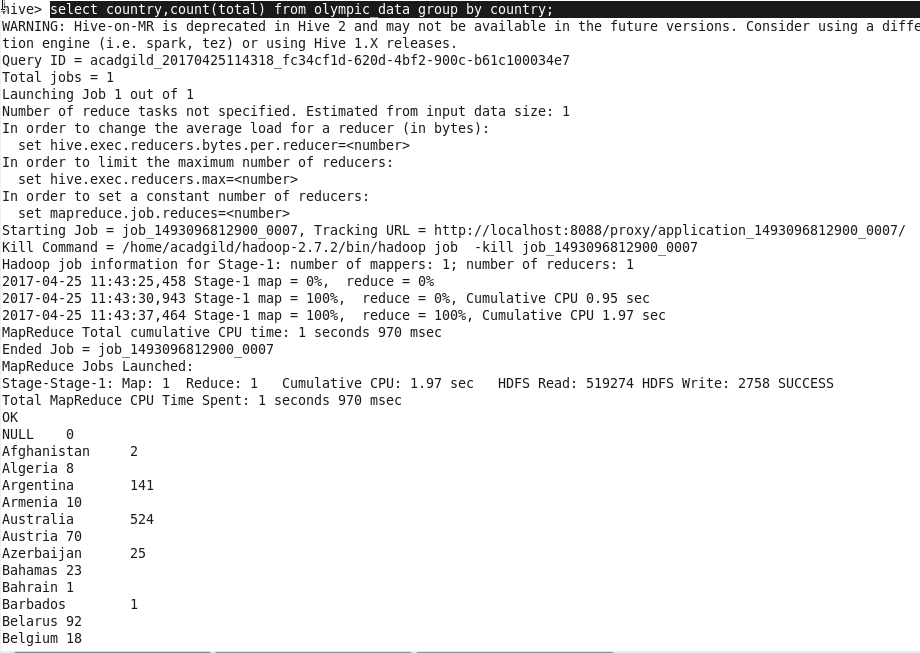 hive> select country,count(total) from olympic data group by country;
WARNING: Hive-on-MR is deprecated in Hive 2 and may not be available in the future versions. Consider using a diffe
tion engine (i.e. spark, tez) or using Hive 1.X releases.
Query ID = acadgild_20170425114318_fc34cf1d-620d-4bf2-900c-b61c100034e7
Total jobs = 1
Launching Job 1 out of 1
Number of reduce tasks not specified. Estimated from input data size: 1
In order to change the average load for a reducer (in bytes):
  set hive.exec.reducers.bytes.per.reducer=<number>
In order to limit the maximum number of reducers:
  set hive.exec.reducers.max=<number>
In order to set a constant number of reducers:
  set mapreduce.job.reduces=<number>
Starting Job = job_1493096812900_0007, Tracking URL = http://localhost:8088/proxy/application_1493096812900_0007/
Kill Command = /home/acadgild/hadoop-2.7.2/bin/hadoop job  -kill job_1493096812900_0007
Hadoop job information for Stage-1: number of mappers: 1; number of reducers: 1
2017-04-25 11:43:25,458 Stage-1 map = 0%,  reduce = 0%
2017-04-25 11:43:30,943 Stage-1 map = 100%,  reduce = 0%, Cumulative CPU 0.95 sec
2017-04-25 11:43:37,464 Stage-1 map = 100%,  reduce = 100%, Cumulative CPU 1.97 sec
MapReduce Total cumulative CPU time: 1 seconds 970 msec
Ended Job = job_1493096812900_0007
MapReduce Jobs Launched:
Stage-Stage-1: Map: 1  Reduce: 1   Cumulative CPU: 1.97 sec   HDFS Read: 519274 HDFS Write: 2758 SUCCESS
Total MapReduce CPU Time Spent: 1 seconds 970 msec
OK
NULL    0
Afghanistan     2
Algeria 8
Argentina       141
Armenia 10
Australia       524
Austria 70
Azerbaijan      25
Bahamas 23
Bahrain 1
Barbados        1
Belarus 92
Belgium 18